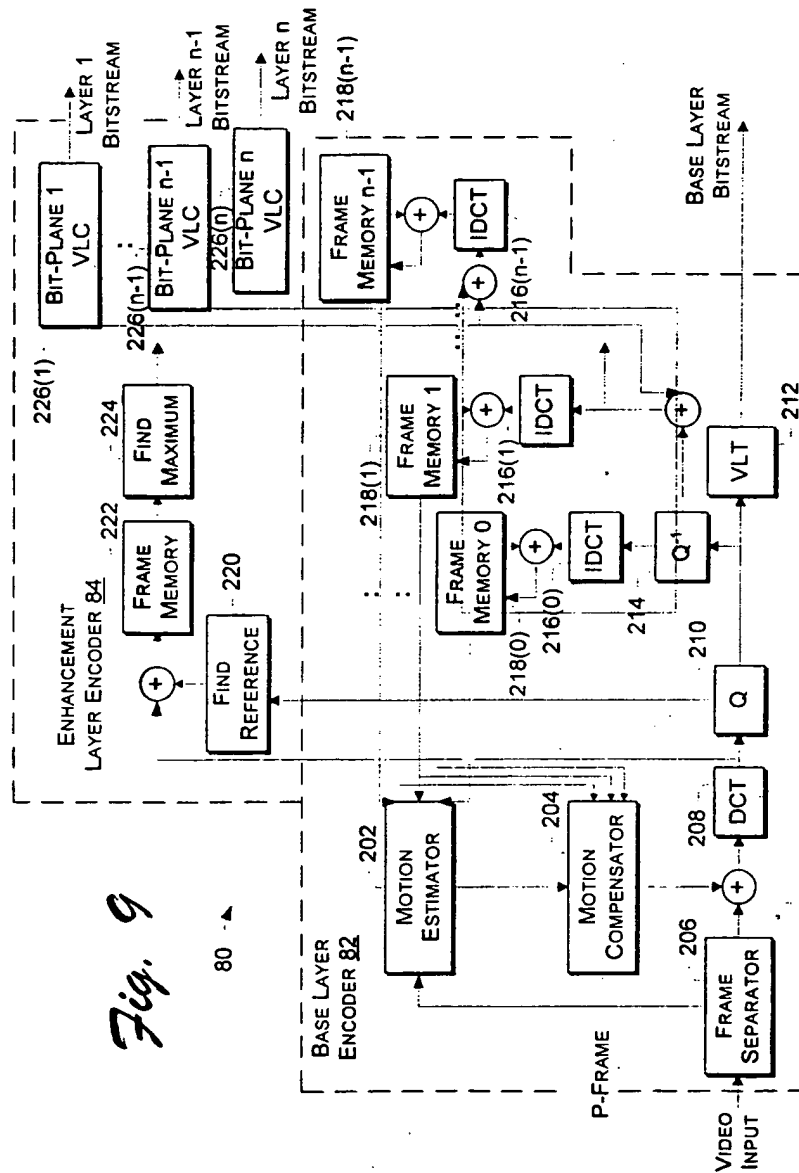 Fig. 9
80
ENHANCEMENT
LAYER ENCODER 84
FIND
REFERENCE
220
FRAME
MEMORY
222
FIND
MAXIMUM
224
226(1)
BIT-PLANE 1
VLC
LAYER 1
BITSTREAM
226(n-1)
BIT-PLANE n-1
VLC
LAYER n-1
BITSTREAM
226(n)
BIT-PLANE n
VLC
LAYER n
BITSTREAM
BASE LAYER
ENCODER 82
202
MOTION
ESTIMATOR
204
MOTION
COMPENSATOR
218(1)
FRAME
MEMORY 1
218(n-1)
FRAME
MEMORY n-1
FRAME
MEMORY 0
218(0)
216(0)
IDCT
216(1)
IDCT
216(n-1)
IDCT
214
Q-1
P-FRAME
VIDEO
INPUT
206
FRAME
SEPARATOR
208
DCT
210
Q
212
VLT
BASE LAYER
BITSTREAM